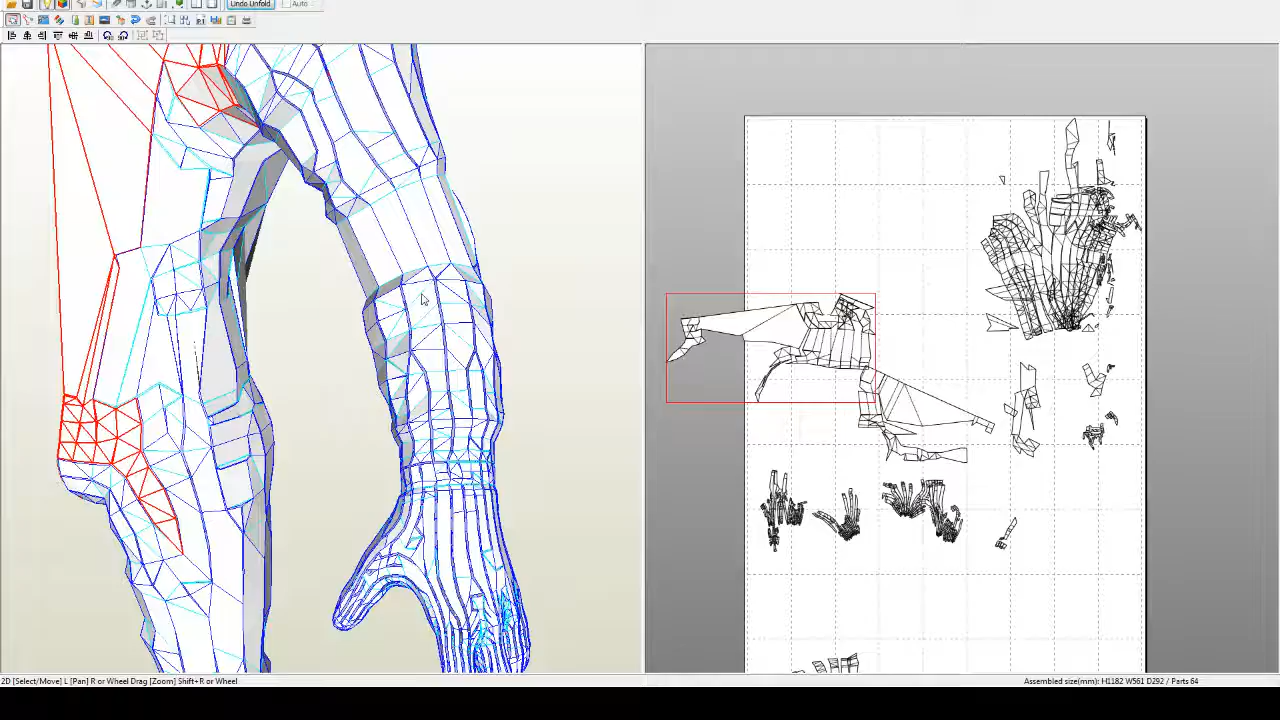 Undo Unfold Auto
2D [Select/Move] L [Pan] R or Wheel Drag [Zoom] Shift+R or Wheel
Assembled size(mm): H1182 W561 D292 / Parts 64